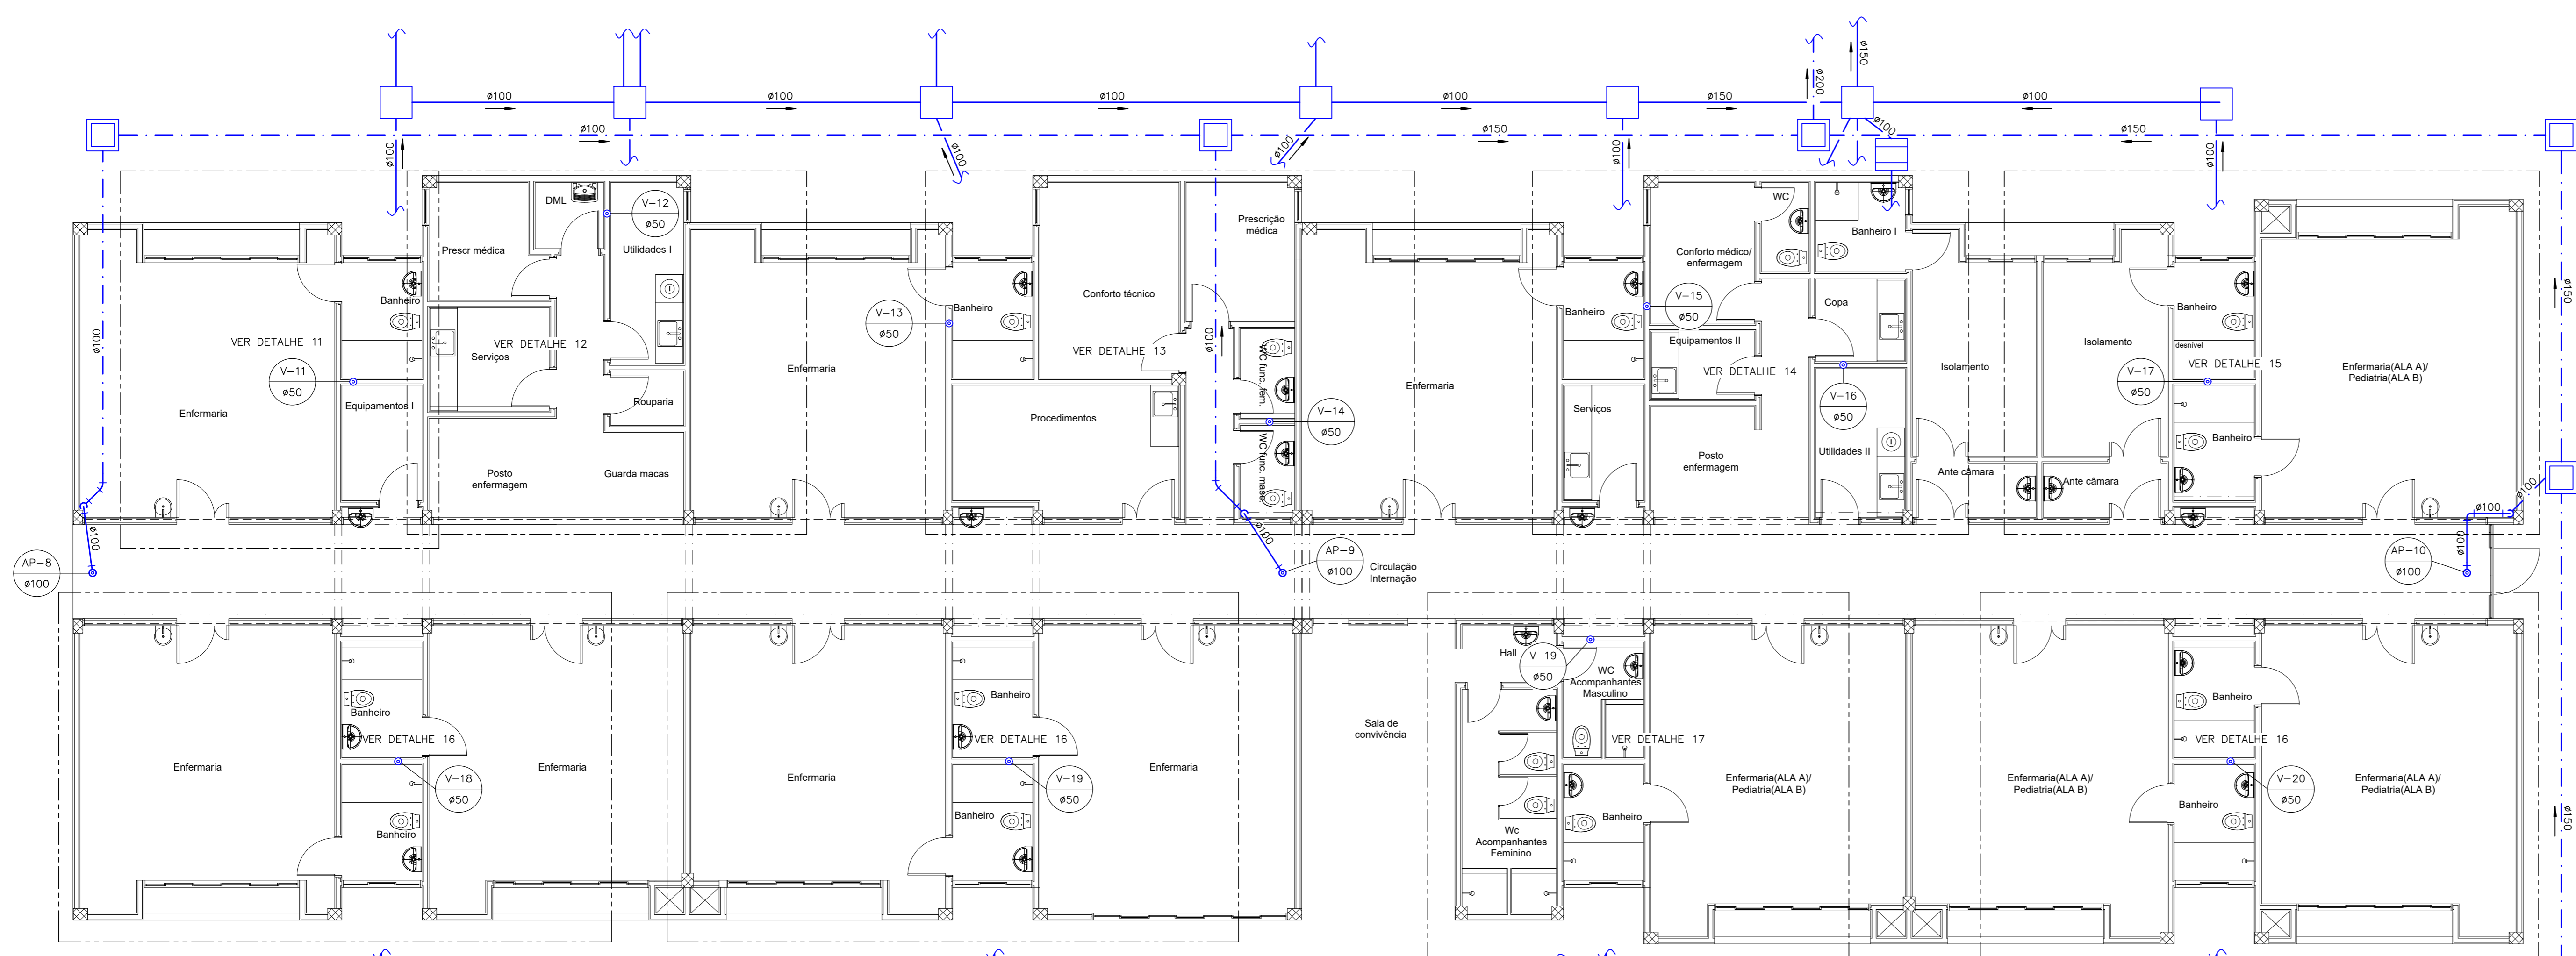 ø150
ø200
ø100
ø100
ø100
ø100
ø150
ø100
ø100
ø150
ø150
ø100
ø100
ø100
ø100
ø100
ø100
DML
V-12
ø50
Prescr médica
Utilidades I
Prescrição
médica
WC
Banheiro I
Conforto médico/
enfermagem
Banheiro
Conforto técnico
Banheiro
Banheiro
V-13
ø50
V-15
ø50
Copa
Banheiro
ø150
ø100
VER DETALHE 11
Serviços
VER DETALHE 12
VER DETALHE 13
ø100
WC func. fem.
Equipamentos II
VER DETALHE 14
Isolamento
Isolamento
desnível
VER DETALHE 15
V-11
ø50
Enfermaria
Enfermaria
V-17
ø50
Enfermaria(ALA A)/
Pediatria(ALA B)
Enfermaria
Equipamentos I
Rouparia
Procedimentos
V-14
ø50
Serviços
V-16
ø50
Banheiro
WC func. masc.
Utilidades II
Posto
enfermagem
Guarda macas
Posto
enfermagem
Ante câmara
Ante câmara
ø100
ø100
ø100
ø100
ø100
AP-8
ø100
AP-9
ø100
Circulação
Internação
AP-10
ø100
Hall
V-19
ø50
WC
Acompanhantes
Masculino
Banheiro
Banheiro
Banheiro
VER DETALHE 16
VER DETALHE 16
Sala de
convivência
VER DETALHE 17
VER DETALHE 16
Enfermaria
V-18
ø50
Enfermaria
Enfermaria
V-19
ø50
Enfermaria
Enfermaria(ALA A)/
Pediatria(ALA B)
Enfermaria(ALA A)/
Pediatria(ALA B)
V-20
ø50
Enfermaria(ALA A)/
Pediatria(ALA B)
Banheiro
Banheiro
Banheiro
Banheiro
Wc
Acompanhantes
Feminino
ø150